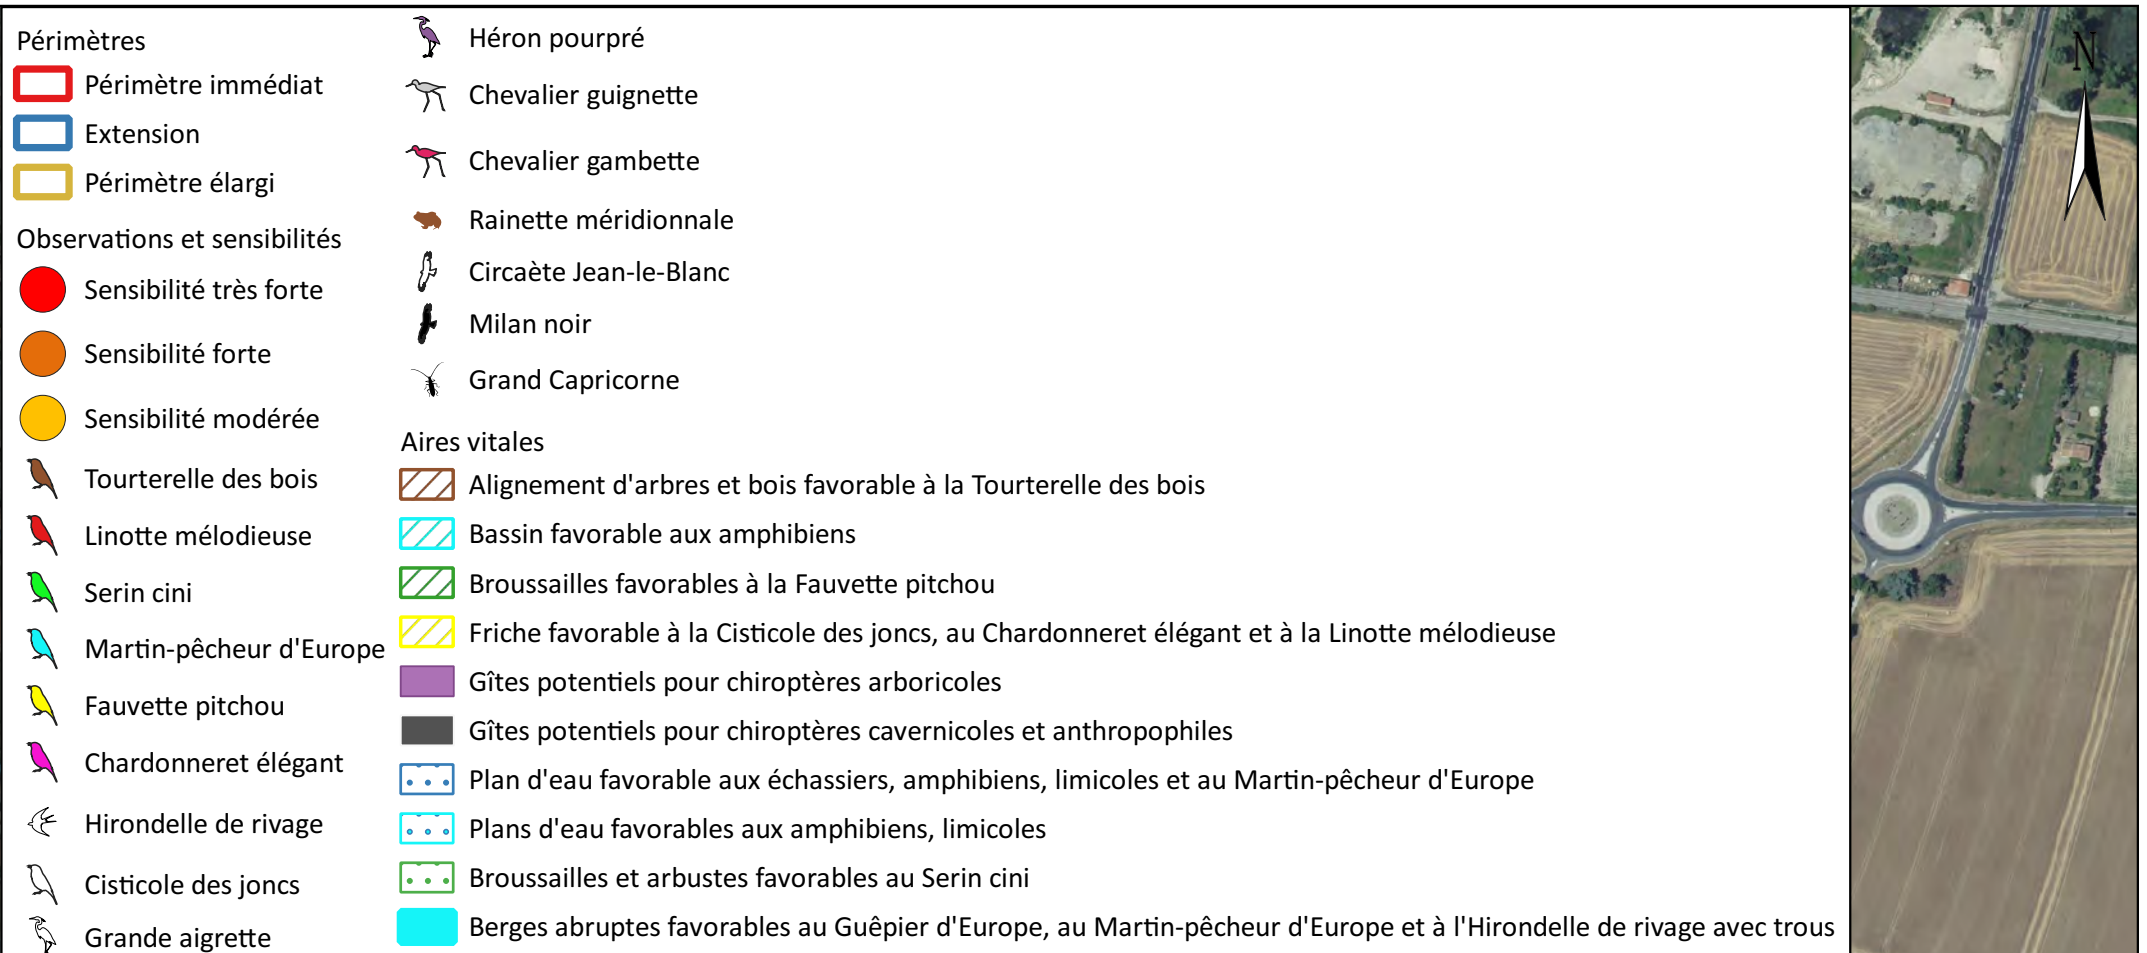 Périmètres
Périmètre immédiat
Extension
Périmètre élargi
Observations et sensibilités
Sensibilité très forte
Sensibilité forte
Sensibilité modérée
Tourterelle des bois
Linotte mélodieuse
Serin cini
Martin-pêcheur d'Europe
Fauvette pitchou
Chardonneret élégant
Hirondelle de rivage
Cisticole des joncs
Grande aigrette
Héron pourpré
Chevalier guignette
Chevalier gambette
Rainette méridionnale
Circaète Jean-le-Blanc
Milan noir
Grand Capricorne
Aires vitales
Alignement d'arbres et bois favorable à la Tourterelle des bois
Bassin favorable aux amphibiens
Broussailles favorables à la Fauvette pitchou
Friche favorable à la Cisticole des joncs, au Chardonneret élégant et à la Linotte mélodieuse
Gîtes potentiels pour chiroptères arboricoles
Gîtes potentiels pour chiroptères cavernicoles et anthropophiles
Plan d'eau favorable aux échassiers, amphibiens, limicoles et au Martin-pêcheur d'Europe
Plans d'eau favorables aux amphibiens, limicoles
Broussailles et arbustes favorables au Serin cini
Berges abruptes favorables au Guêpier d'Europe, au Martin-pêcheur d'Europe et à l'Hirondelle de rivage avec trous
N